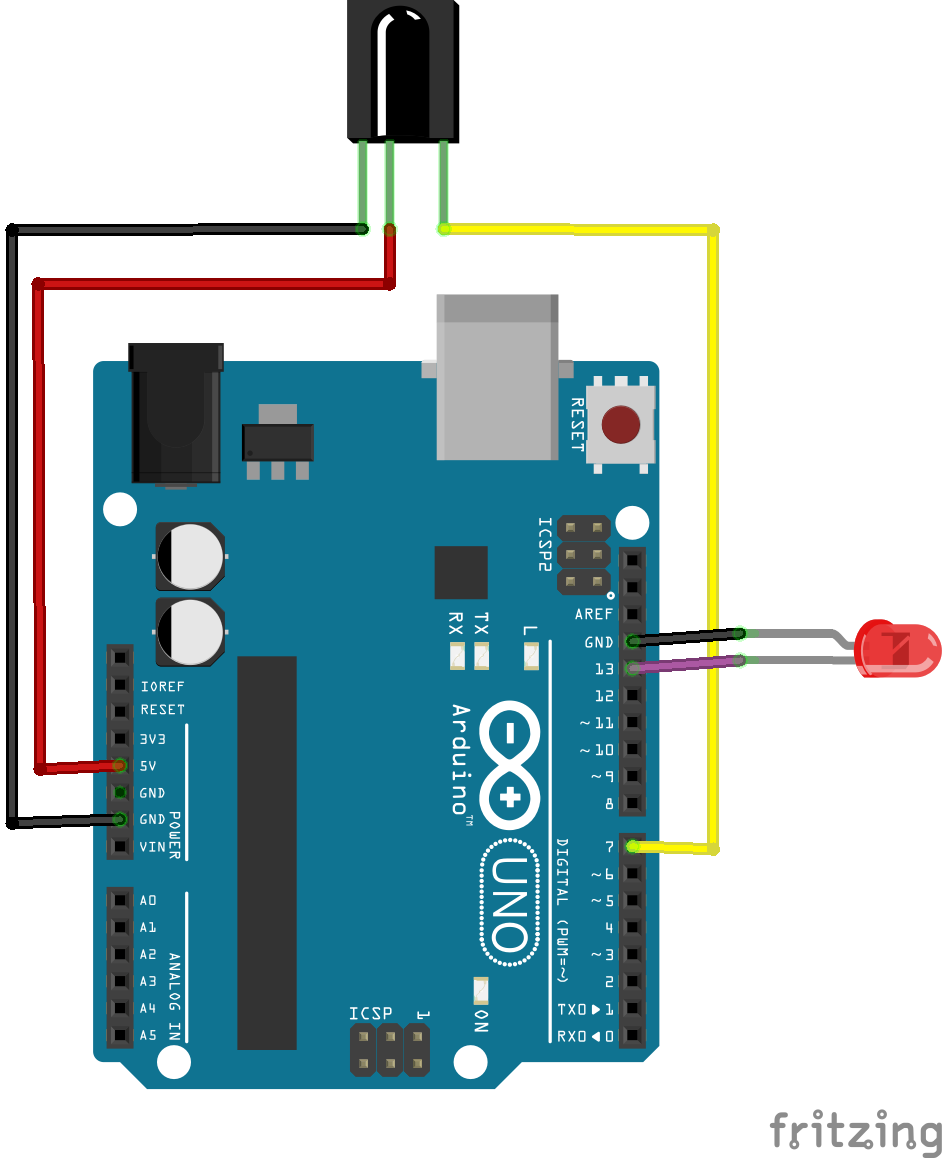 RESET
ICSP2
AREF
GND
13
12
~11
~10
~9
8
7
~6
~5
4
~3
2
TX0▶1
RX0◀0
DIGITAL (PWM=~)
RX
TX
L
Arduino™
UNO
IOREF
RESET
3V3
5V
GND
GND
VIN
POWER
A0
A1
A2
A3
A4
A5
ANALOG IN
ICSP
1
ON
fritzing